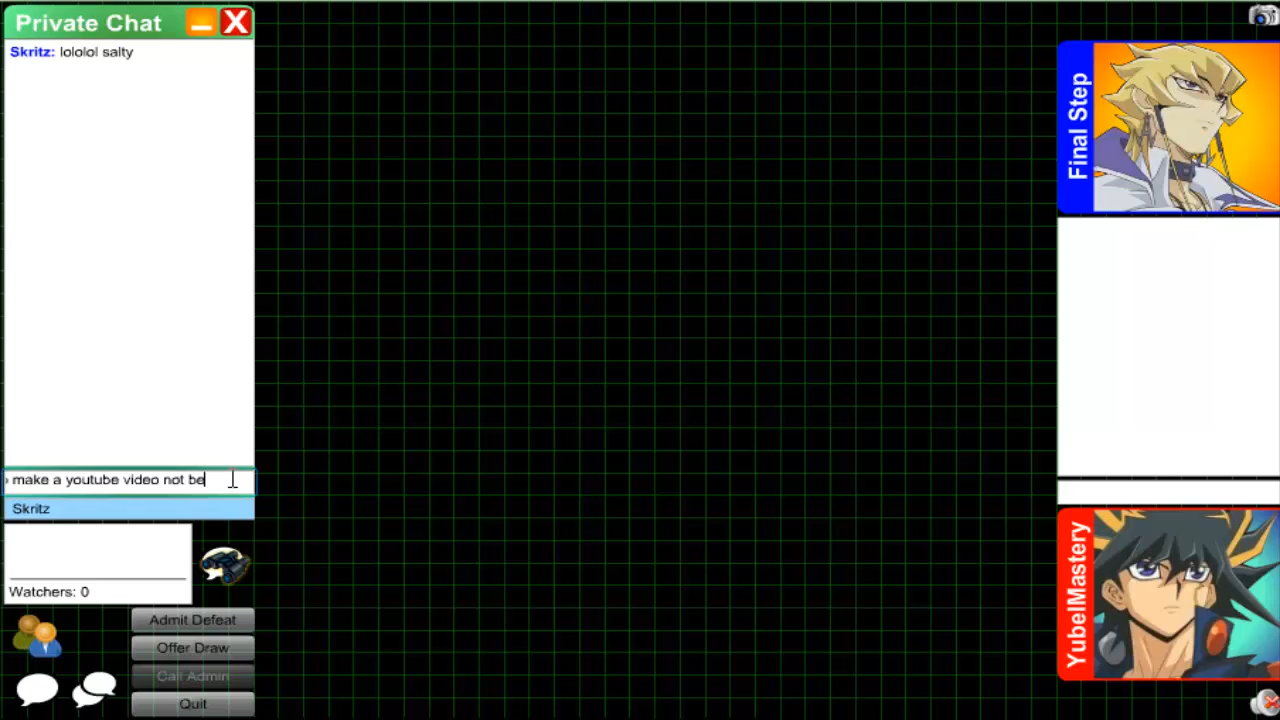 Private Chat
Skritz: lololol salty
make a youtube video not be
Skritz
Watchers: 0
Admit Defeat
Offer Draw
Call Admin
Quit
Final Step
YubelMastery